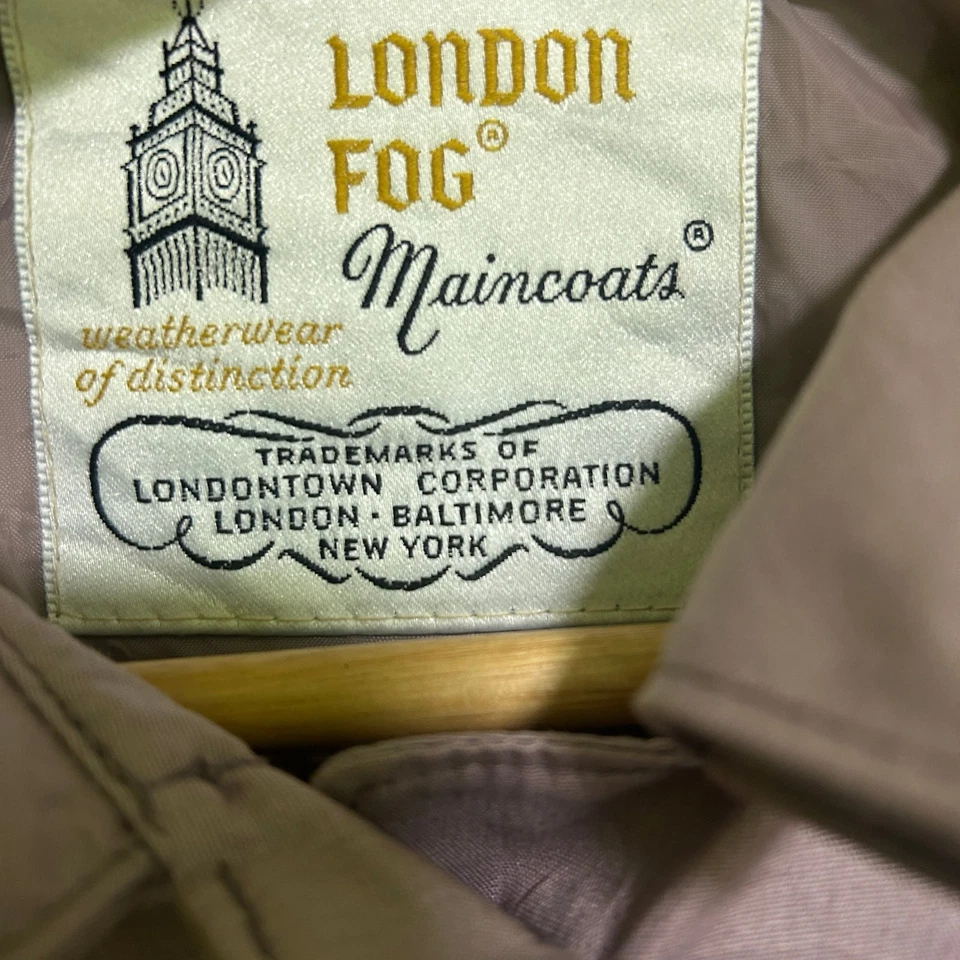 LONDON
FOG®
Maincoats®
weatherwear
of distinction
TRADEMARKS OF
LONDONTOWN CORPORATION
LONDON · BALTIMORE
NEW YORK